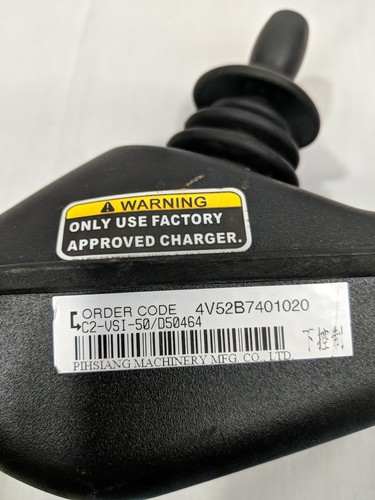 WARNING
ONLY USE FACTORY
APPROVED CHARGER.
ORDER CODE 4V52B7401020
C2-VSI-50/D50464
PIHSIANG MACHINERY MFG. CO., LTD.
下控制